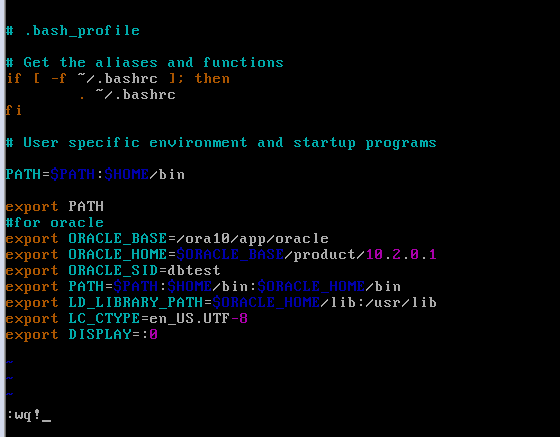 # .bash_profile
# Get the aliases and functions
if [ -f ~/.bashrc ]; then
. ~/.bashrc
fi
# User specific environment and startup programs
PATH=$PATH:$HOME/bin
export PATH
#for oracle
export ORACLE_BASE=/ora10/app/oracle
export ORACLE_HOME=$ORACLE_BASE/product/10.2.0.1
export ORACLE_SID=dbtest
export PATH=$PATH:$HOME/bin:$ORACLE_HOME/bin
export LD_LIBRARY_PATH=$ORACLE_HOME/lib:/usr/lib
export LC_CTYPE=en_US.UTF-8
export DISPLAY=:0
~
~
~
:wq!_